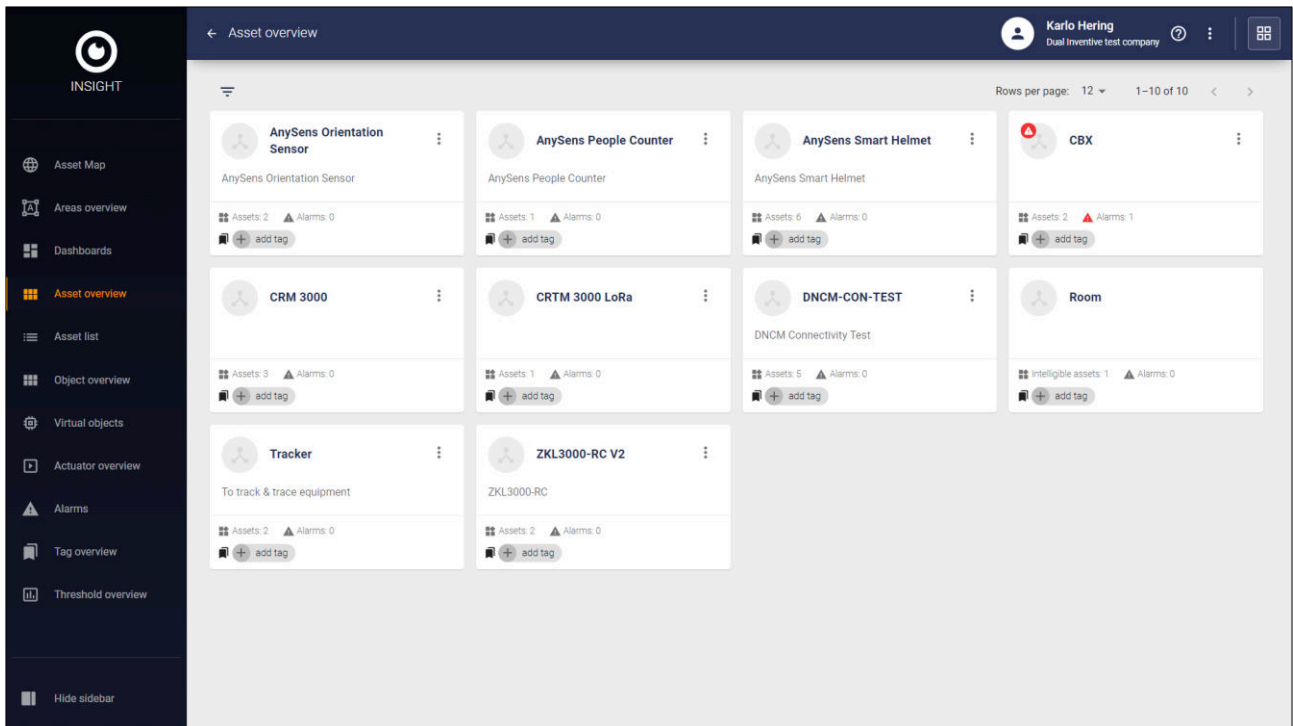 INSIGHT
Asset Map
Areas overview
Dashboards
Asset overview
Asset list
Object overview
Virtual objects
Actuator overview
Alarms
Tag overview
Threshold overview
Hide sidebar
Asset overview
Karlo Hering
Dual Inventive test company
Rows per page: 12 1–10 of 10
AnySens Orientation
Sensor
AnySens Orientation Sensor
Assets: 2 Alarms: 0
add tag
AnySens People Counter
AnySens People Counter
Assets: 1 Alarms: 0
add tag
AnySens Smart Helmet
AnySens Smart Helmet
Assets: 6 Alarms: 0
add tag
CBX
Assets: 2 Alarms: 1
add tag
CRM 3000
Assets: 3 Alarms: 0
add tag
CRTM 3000 LoRa
Assets: 1 Alarms: 0
add tag
DNCM-CON-TEST
DNCM Connectivity Test
Assets: 5 Alarms: 0
add tag
Room
Intelligible assets: 1 Alarms: 0
add tag
Tracker
To track & trace equipment
Assets: 2 Alarms: 0
add tag
ZKL3000-RC V2
ZKL3000-RC
Assets: 2 Alarms: 0
add tag